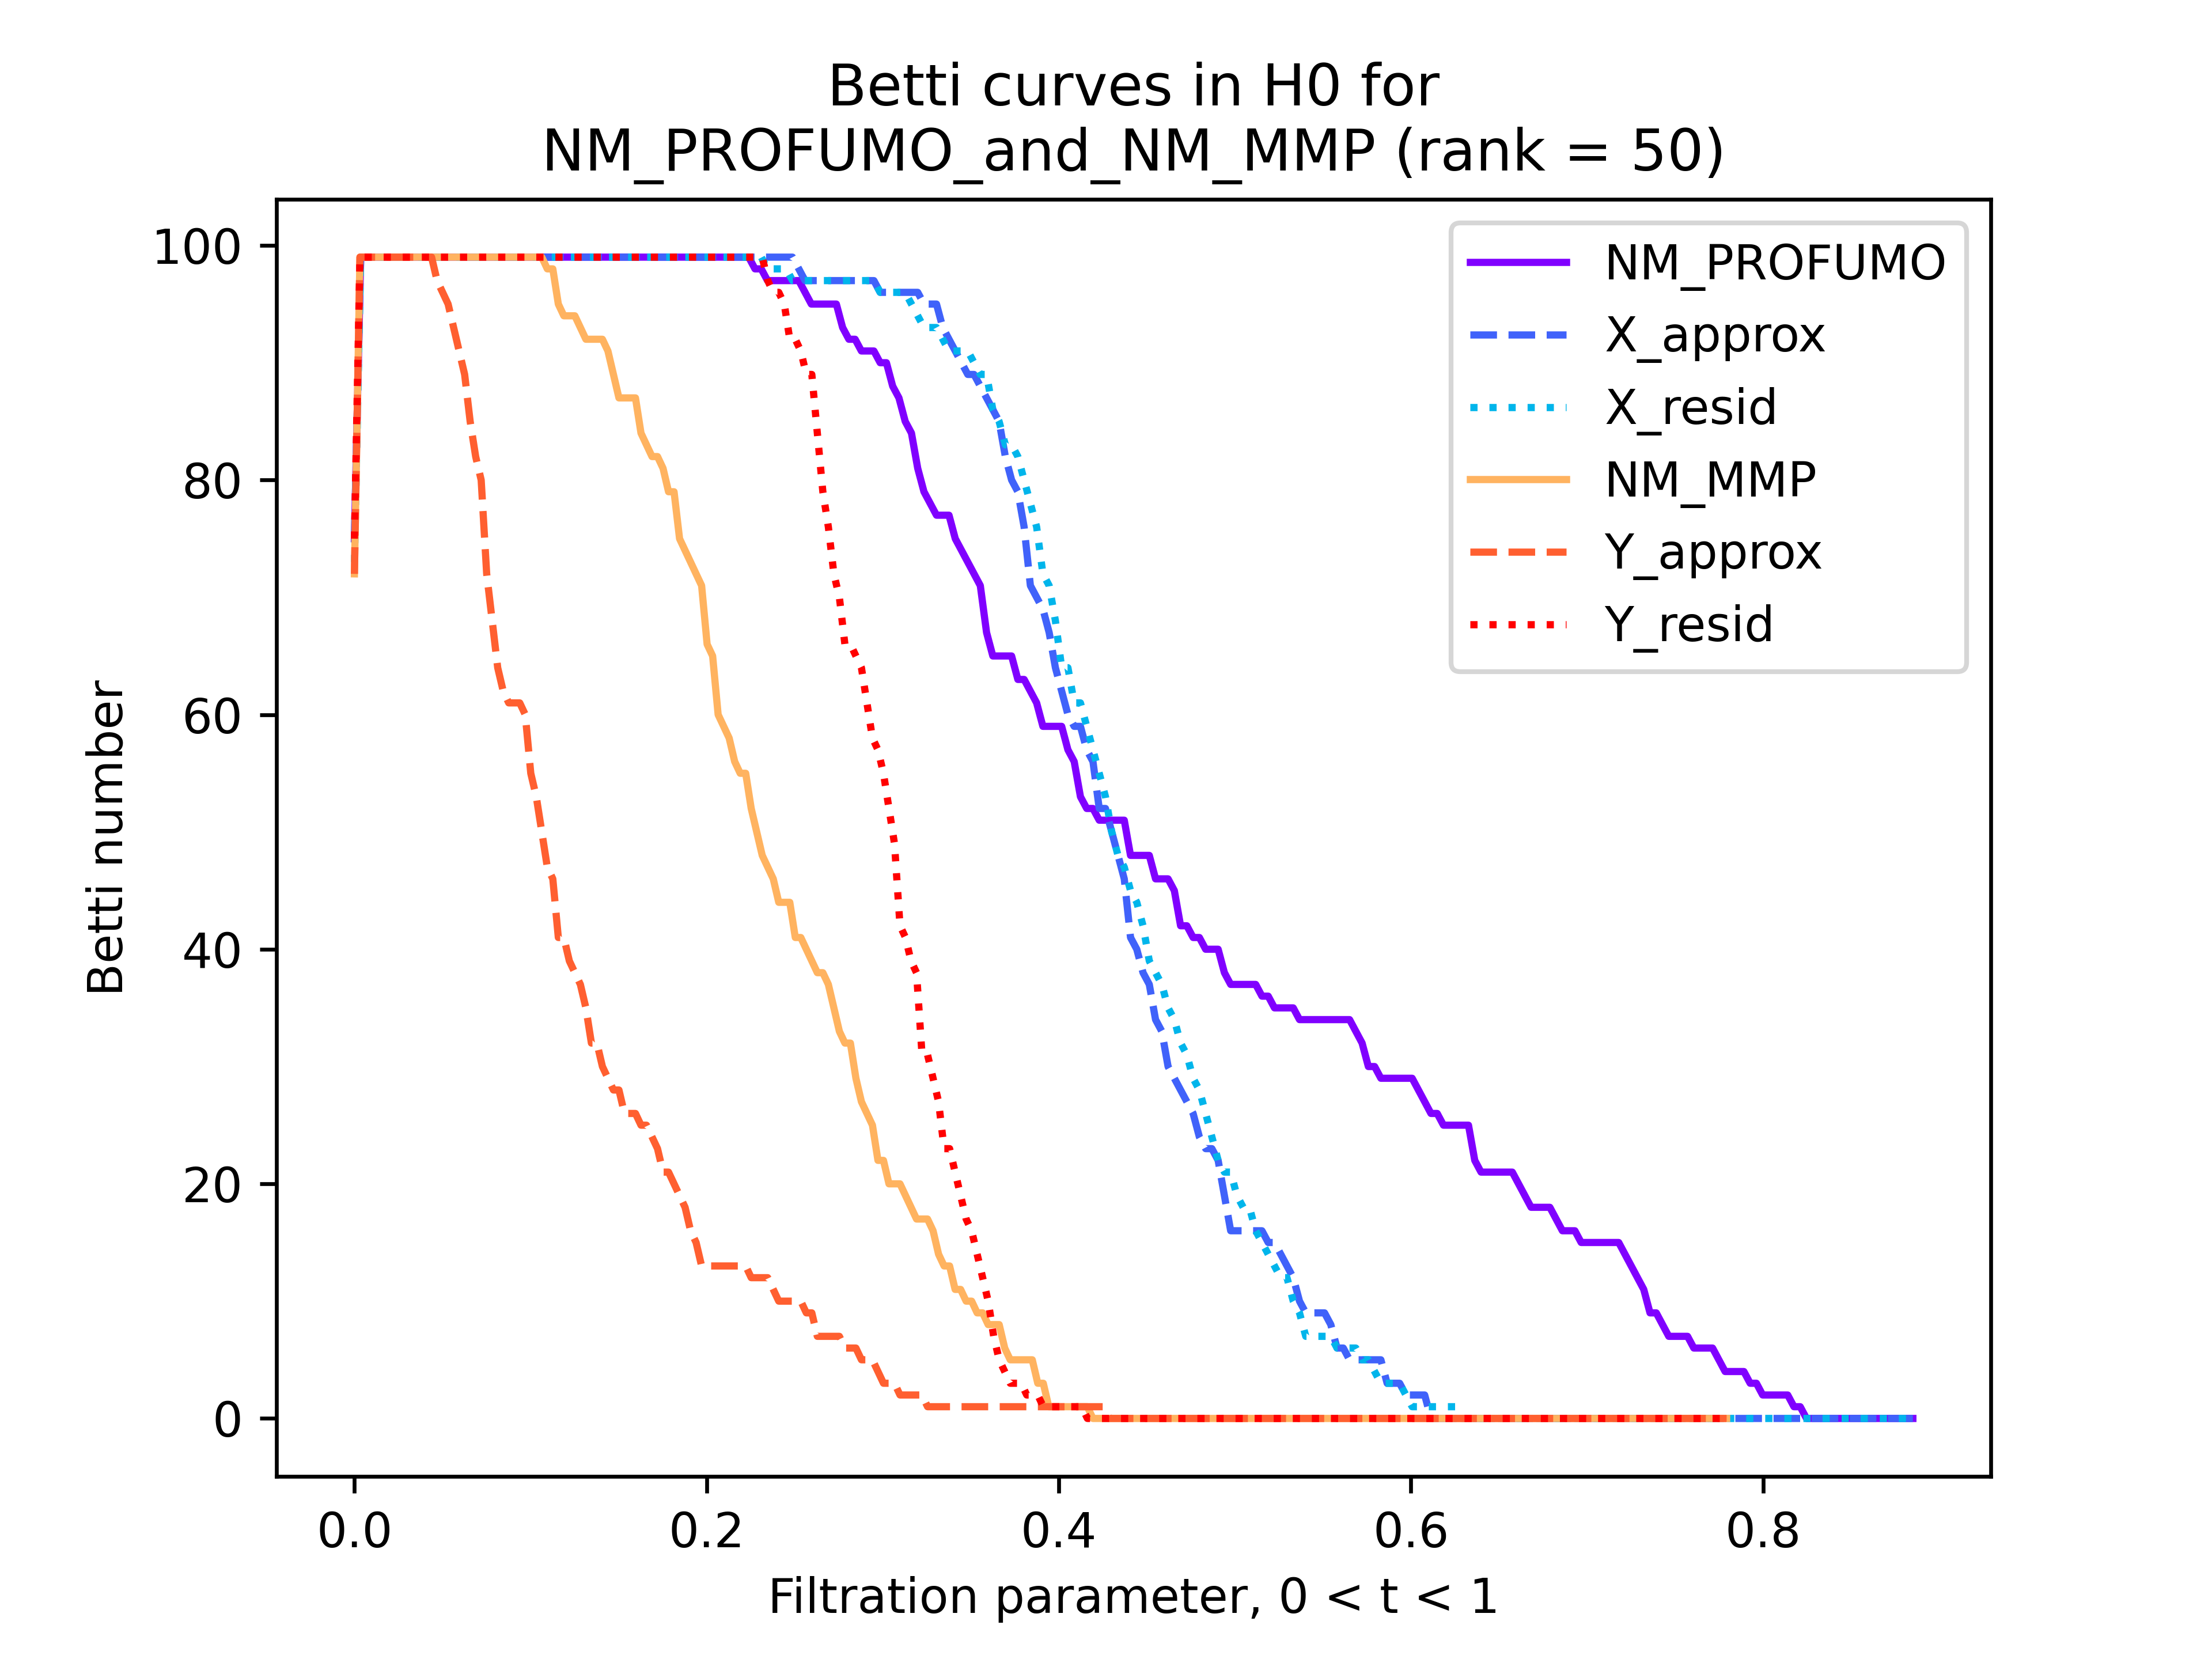 Betti curves in H0 for
NM_PROFUMO_and_NM_MMP (rank = 50)
Betti number
100
80
60
40
20
0
0.0
0.2
0.4
0.6
0.8
Filtration parameter, 0 < t < 1
NM_PROFUMO
X_approx
X_resid
NM_MMP
Y_approx
Y_resid